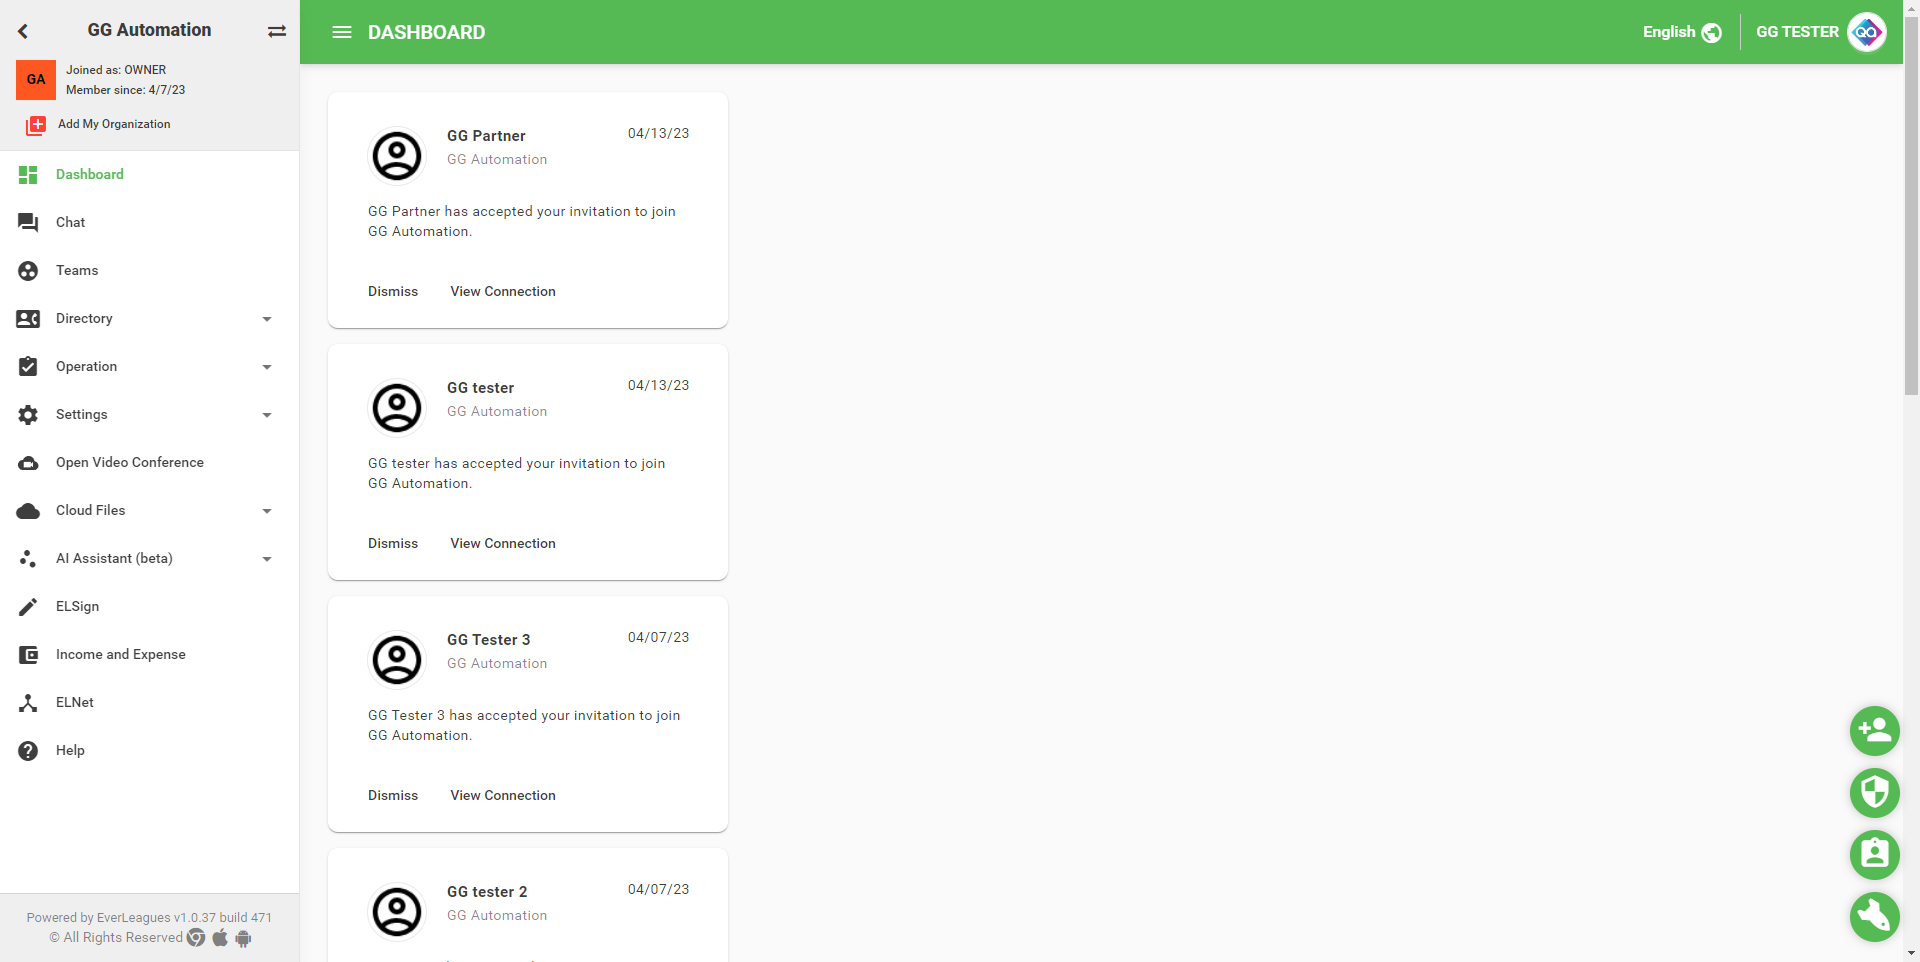 GG Automation
GA
Joined as: OWNER
Member since: 4/7/23
Add My Organization
Dashboard
Chat
Teams
Directory
Operation
Settings
Open Video Conference
Cloud Files
AI Assistant (beta)
ELSign
Income and Expense
ELNet
Help
Powered by EverLeagues v1.0.37 build 471
© All Rights Reserved
DASHBOARD
English
GG TESTER
QA
GG Partner
04/13/23
GG Automation
GG Partner has accepted your invitation to join
GG Automation.
Dismiss View Connection
GG tester
04/13/23
GG Automation
GG tester has accepted your invitation to join
GG Automation.
Dismiss View Connection
GG Tester 3
04/07/23
GG Automation
GG Tester 3 has accepted your invitation to join
GG Automation.
Dismiss View Connection
GG tester 2
04/07/23
GG Automation